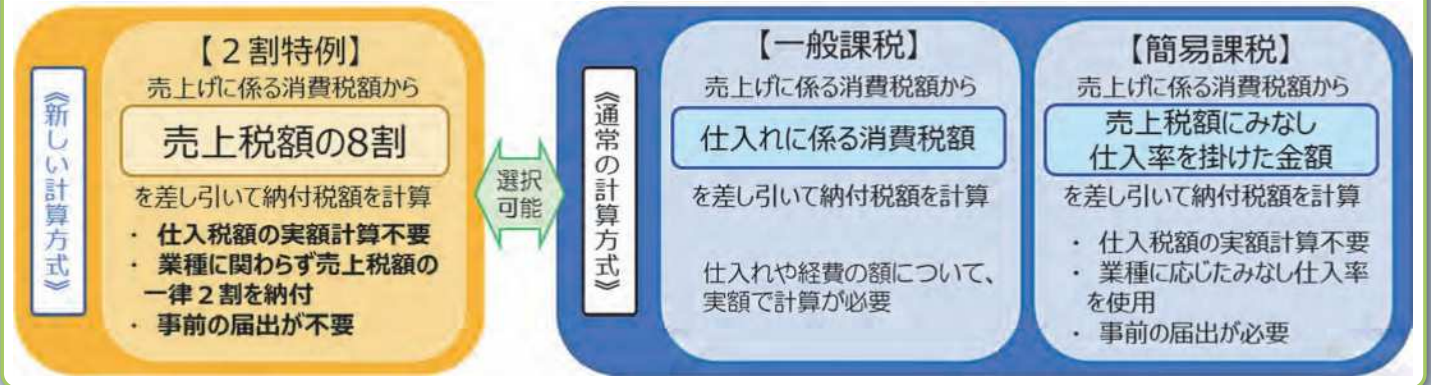 《新しい計算方式》
【２割特例】
売上げに係る消費税額から
売上税額の8割
を差し引いて納付税額を計算
・ 仕入税額の実額計算不要
・ 業種に関わらず売上税額の
一律２割を納付
・ 事前の届出が不要
選択
可能
《通常の計算方式》
【一般課税】
売上げに係る消費税額から
仕入れに係る消費税額
を差し引いて納付税額を計算
仕入れや経費の額について、
実額で計算が必要
【簡易課税】
売上げに係る消費税額から
売上税額にみなし
仕入率を掛けた金額
を差し引いて納付税額を計算
・ 仕入税額の実額計算不要
・ 業種に応じたみなし仕入率
を使用
・ 事前の届出が必要